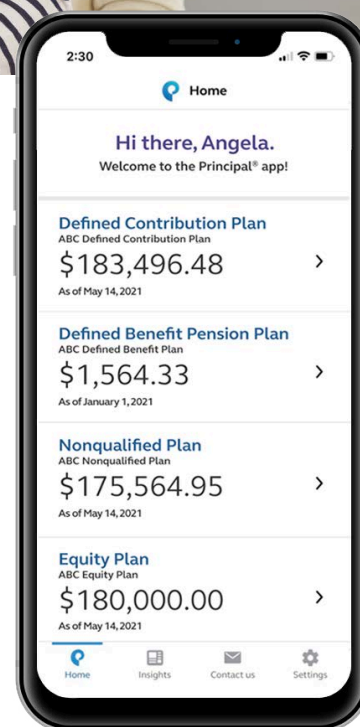 2:30
Home
Hi there, Angela.
Welcome to the Principal® app!
Defined Contribution Plan
ABC Defined Contribution Plan
$183,496.48
As of May 14, 2021
Defined Benefit Pension Plan
ABC Defined Benefit Plan
$1,564.33
As of January 1, 2021
Nonqualified Plan
ABC Nonqualified Plan
$175,564.95
As of May 14, 2021
Equity Plan
ABC Equity Plan
$180,000.00
As of May 14, 2021
Home Insights Contact us Settings